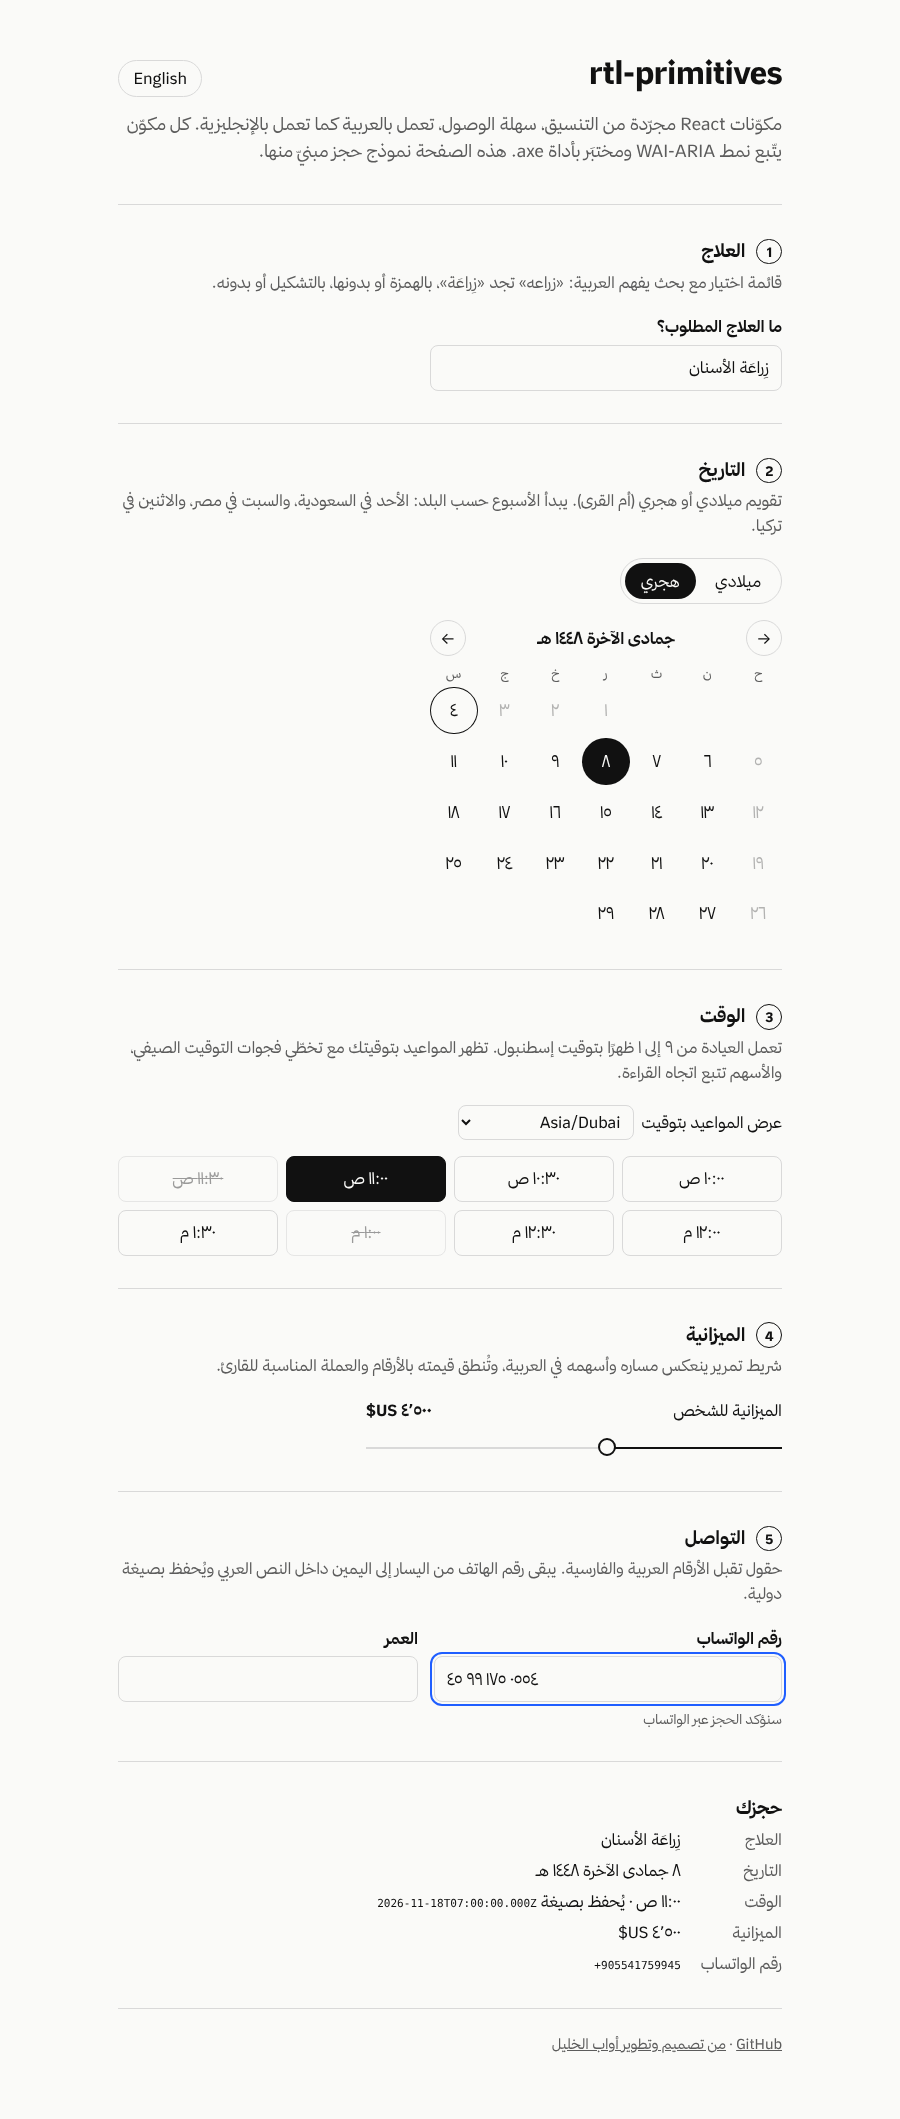 rtl-primitives
English
مكوّنات React مجرّدة من التنسيق، سهلة الوصول، تعمل بالعربية كما تعمل بالإنجليزية. كل مكوّن
يتّبع نمط WAI-ARIA ومختبَر بأداة axe. هذه الصفحة نموذج حجز مبنيّ منها.
1 العلاج
قائمة اختيار مع بحث يفهم العربية: «زراعه» تجد «زِراعَة»، بالهمزة أو بدونها، بالتشكيل أو بدونه.
ما العلاج المطلوب؟
زِراعَة الأسنان
2 التاريخ
تقويم ميلادي أو هجري (أم القرى). يبدأ الأسبوع حسب البلد: الأحد في السعودية، والسبت في مصر، والاثنين في
تركيا.
ميلادي هجري
→ جمادى الآخرة ١٤٤٨ هـ ←
ح ن ث ر خ ج س
١ ٢ ٣ ٤
٥ ٦ ٧ ٨ ٩ ١٠ ١١
١٢ ١٣ ١٤ ١٥ ١٦ ١٧ ١٨
١٩ ٢٠ ٢١ ٢٢ ٢٣ ٢٤ ٢٥
٢٦ ٢٧ ٢٨ ٢٩
3 الوقت
تعمل العيادة من ٩ إلى ١ ظهرًا بتوقيت إسطنبول. تظهر المواعيد بتوقيتك مع تخطّي فجوات التوقيت الصيفي،
والأسهم تتبع اتجاه القراءة.
عرض المواعيد بتوقيت Asia/Dubai
١٠:٠٠ ص ١٠:٣٠ ص ١١:٠٠ ص ١١:٣٠ ص
١٢:٠٠ م ١٢:٣٠ م ١:٠٠ م ١:٣٠ م
4 الميزانية
شريط تمرير ينعكس مساره وأسهمه في العربية، وتُنطق قيمته بالأرقام والعملة المناسبة للقارئ.
الميزانية للشخص ٤٬٥٠٠ US$
5 التواصل
حقول تقبل الأرقام العربية والفارسية. يبقى رقم الهاتف من اليسار إلى اليمين داخل النص العربي ويُحفظ بصيغة
دولية.
رقم الواتساب العمر
٠٥٥٤ ١٧٥ ٩٩ ٤٥
سنؤكد الحجز عبر الواتساب
حجزك
العلاج زِراعَة الأسنان
التاريخ ٨ جمادى الآخرة ١٤٤٨ هـ
الوقت ١١:٠٠ ص · يُحفظ بصيغة 2026-11-18T07:00:00.000Z
الميزانية ٤٬٥٠٠ US$
رقم الواتساب +905541759945
GitHub · من تصميم وتطوير أواب الخليل